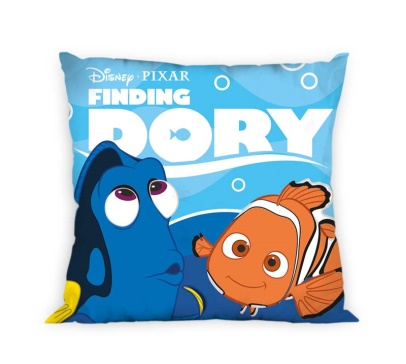 Disney · PIXAR
FINDING
DORY